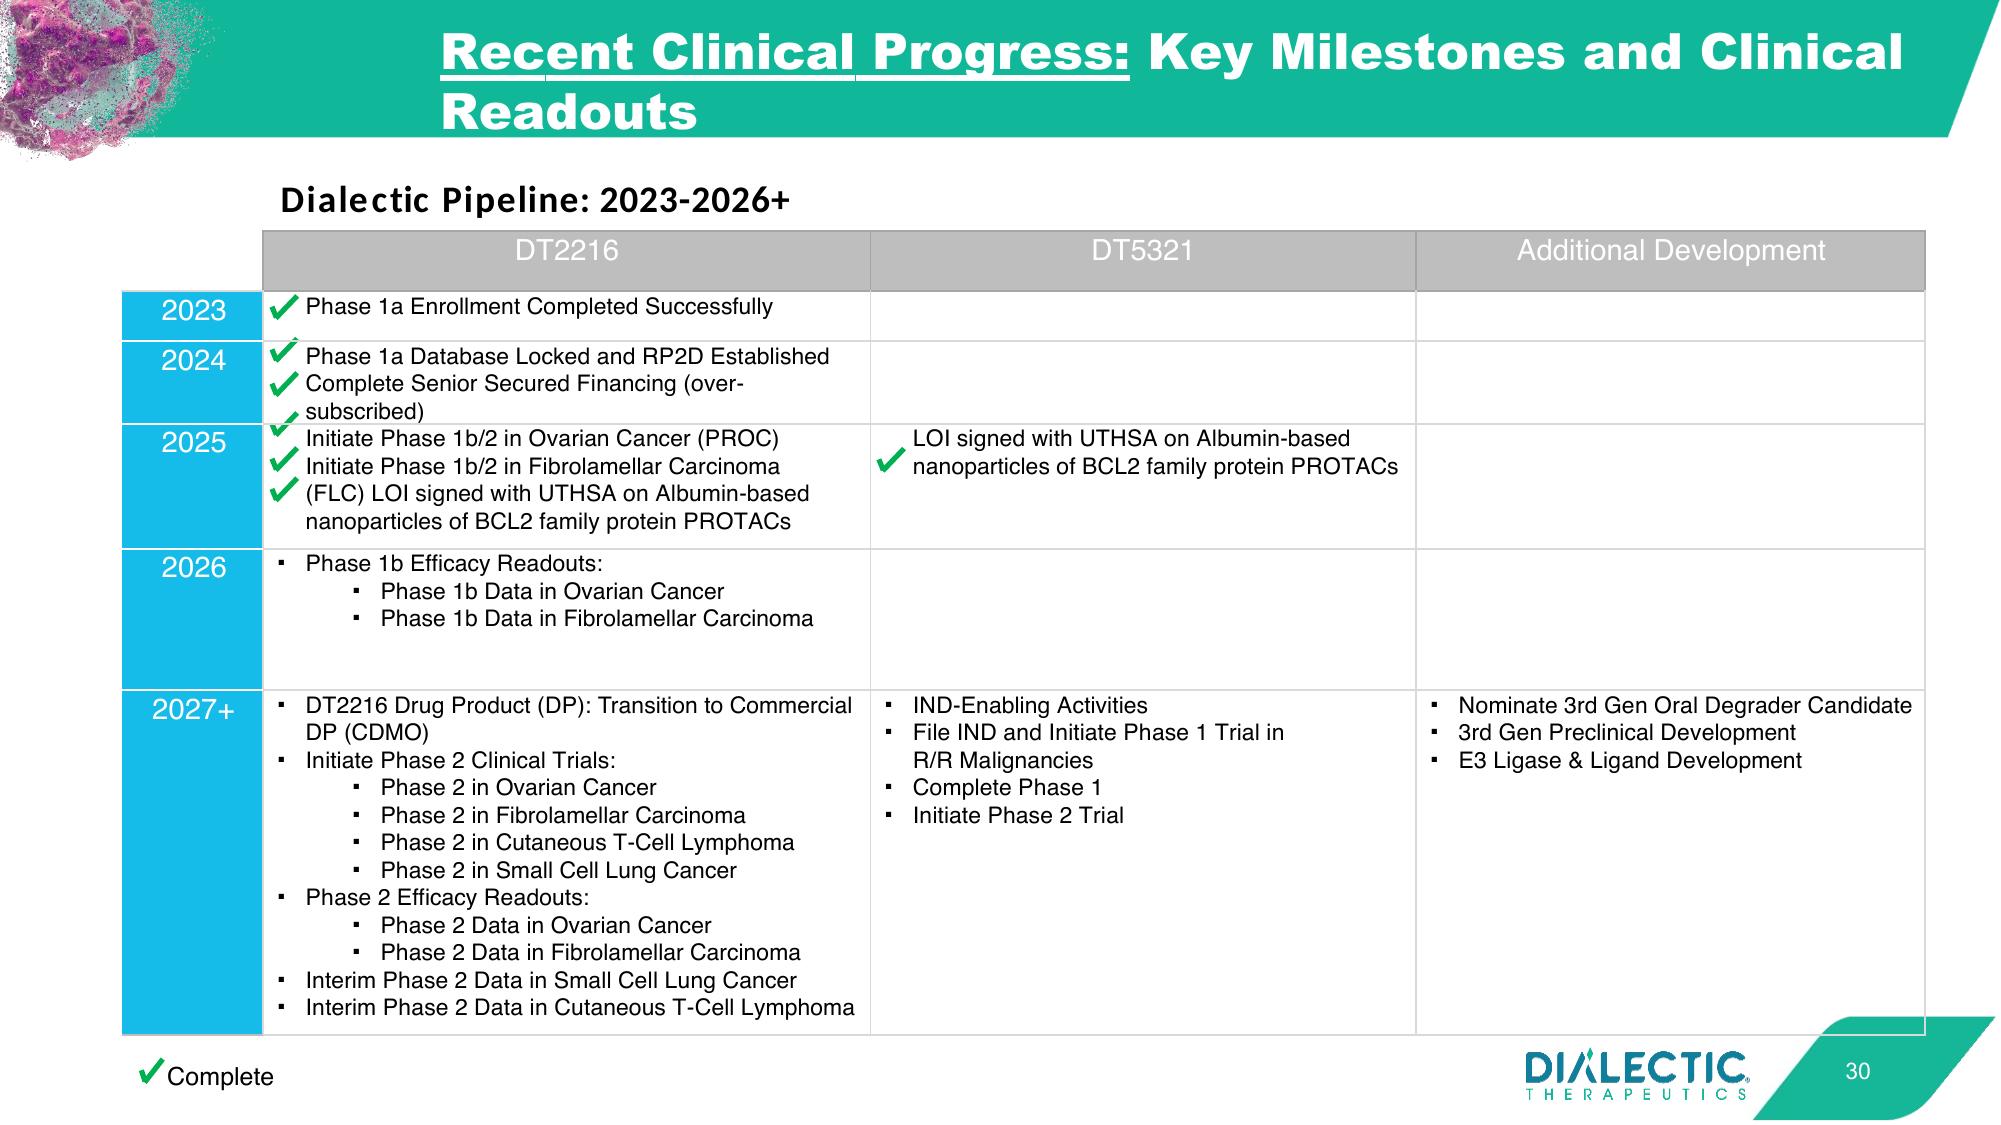 Recent Clinical Progress: Key Milestones and Clinical
Readouts
Dialectic Pipeline: 2023-2026+
DT2216
DT5321
Additional Development
2023
✓ Phase 1a Enrollment Completed Successfully
2024
✓ Phase 1a Database Locked and RP2D Established
✓ Complete Senior Secured Financing (over-
subscribed)
2025
✓ Initiate Phase 1b/2 in Ovarian Cancer (PROC)
✓ Initiate Phase 1b/2 in Fibrolamellar Carcinoma
✓ (FLC) LOI signed with UTHSA on Albumin-based
nanoparticles of BCL2 family protein PROTACs
LOI signed with UTHSA on Albumin-based
✓ nanoparticles of BCL2 family protein PROTACs
2026
▪ Phase 1b Efficacy Readouts:
▪ Phase 1b Data in Ovarian Cancer
▪ Phase 1b Data in Fibrolamellar Carcinoma
2027+
▪ DT2216 Drug Product (DP): Transition to Commercial
DP (CDMO)
▪ Initiate Phase 2 Clinical Trials:
▪ Phase 2 in Ovarian Cancer
▪ Phase 2 in Fibrolamellar Carcinoma
▪ Phase 2 in Cutaneous T-Cell Lymphoma
▪ Phase 2 in Small Cell Lung Cancer
▪ Phase 2 Efficacy Readouts:
▪ Phase 2 Data in Ovarian Cancer
▪ Phase 2 Data in Fibrolamellar Carcinoma
▪ Interim Phase 2 Data in Small Cell Lung Cancer
▪ Interim Phase 2 Data in Cutaneous T-Cell Lymphoma
▪ IND-Enabling Activities
▪ File IND and Initiate Phase 1 Trial in
R/R Malignancies
▪ Complete Phase 1
▪ Initiate Phase 2 Trial
▪ Nominate 3rd Gen Oral Degrader Candidate
▪ 3rd Gen Preclinical Development
▪ E3 Ligase & Ligand Development
✓ Complete
DIALECTIC®
THERAPEUTICS
30